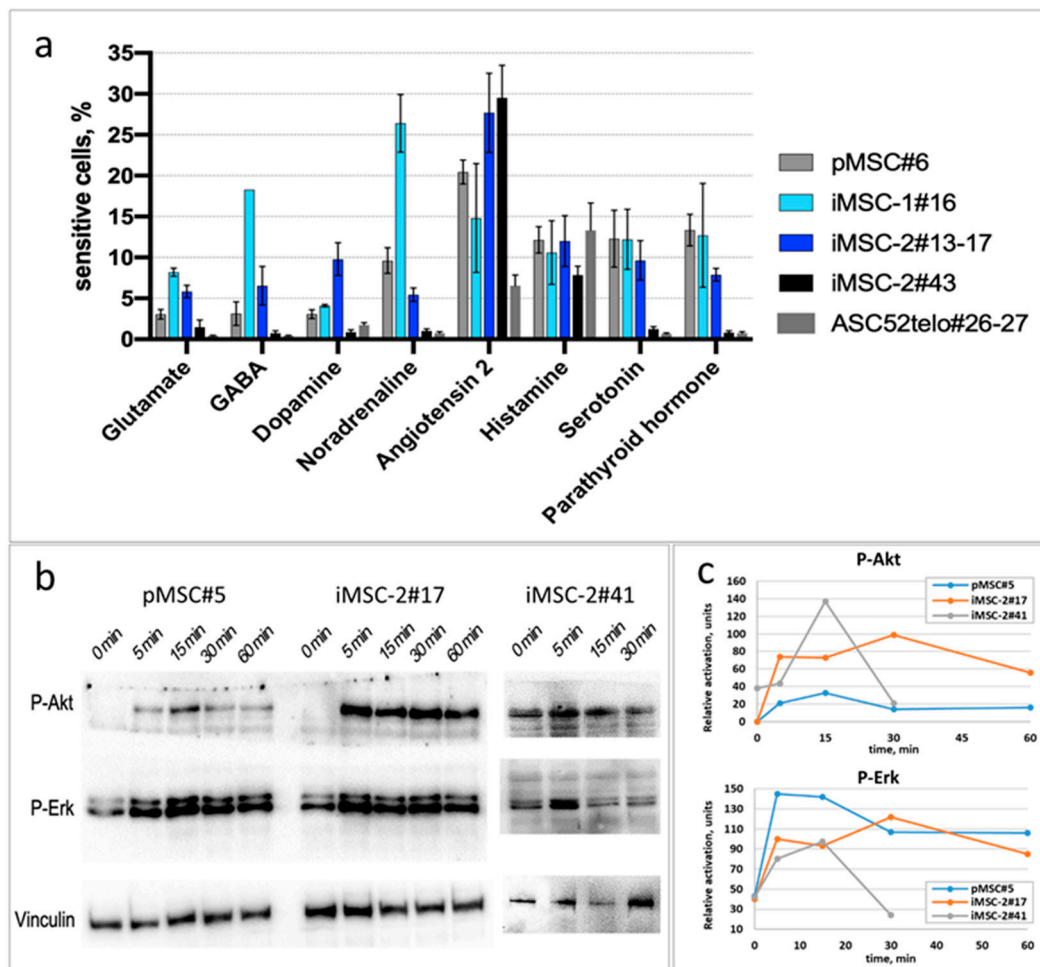 a
35
30
25
20
15
10
5
0
sensitive cells, %
Glutamate
GABA
Dopamine
Noradrenaline
Angiotensin 2
Histamine
Serotonin
Parathyroid hormone
pMSC#6
iMSC-1#16
iMSC-2#13-17
iMSC-2#43
ASC52telo#26-27
b
pMSC#5 iMSC-2#17 iMSC-2#41
0 min 5 min 15 min 30 min 60 min 0 min 5 min 15 min 30 min 60 min 0 min 5 min 15 min 30 min
P-Akt
P-Erk
Vinculin
c
P-Akt
160
140
120
100
80
60
40
20
0
Relative activation, units
pMSC#5
iMSC-2#17
iMSC-2#41
0 15 30 45 60
time, min
P-Erk
150
130
110
90
70
50
30
10
Relative activation, units
pMSC#5
iMSC-2#17
iMSC-2#41
0 10 20 30 40 50 60
time, min